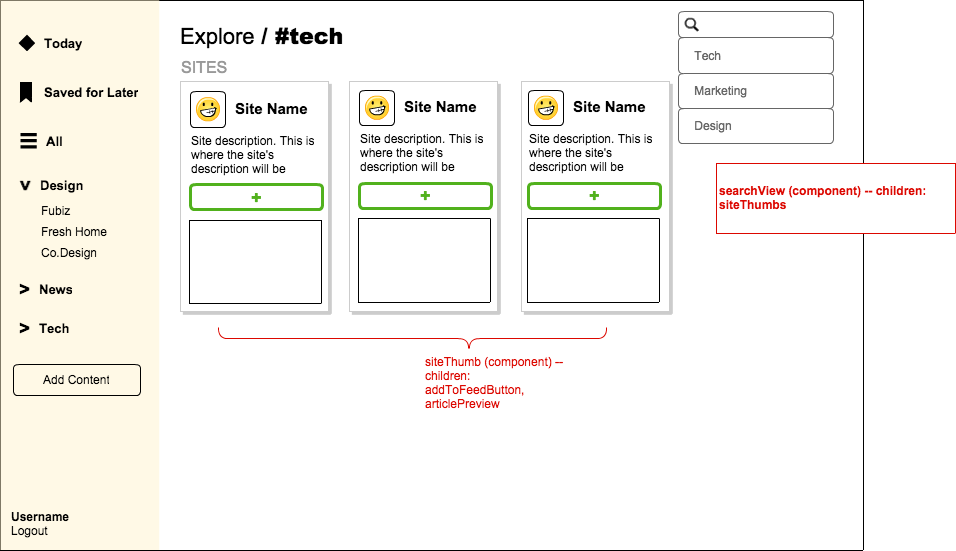 Today
Saved for Later
All
Design
Fubiz
Fresh Home
Co.Design
News
Tech
Add Content
Username
Logout
Explore / #tech
SITES
Site Name
Site description. This is
where the site's
description will be
+
Site Name
Site description. This is
where the site's
description will be
+
Site Name
Site description. This is
where the site's
description will be
+
Tech
Marketing
Design
searchView (component) -- children:
siteThumbs
siteThumb (component) --
children:
addToFeedButton,
articlePreview